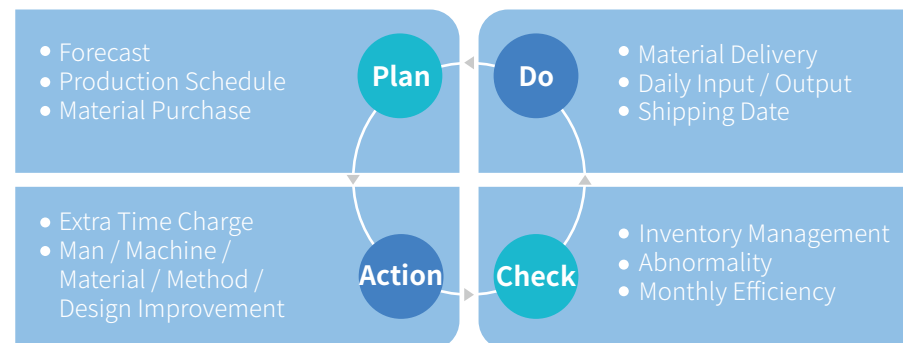 • Forecast
• Production Schedule
• Material Purchase
Plan
Do
• Material Delivery
• Daily Input / Output
• Shipping Date
• Extra Time Charge
• Man / Machine /
Material / Method /
Design Improvement
Action
Check
• Inventory Management
• Abnormality
• Monthly Efficiency